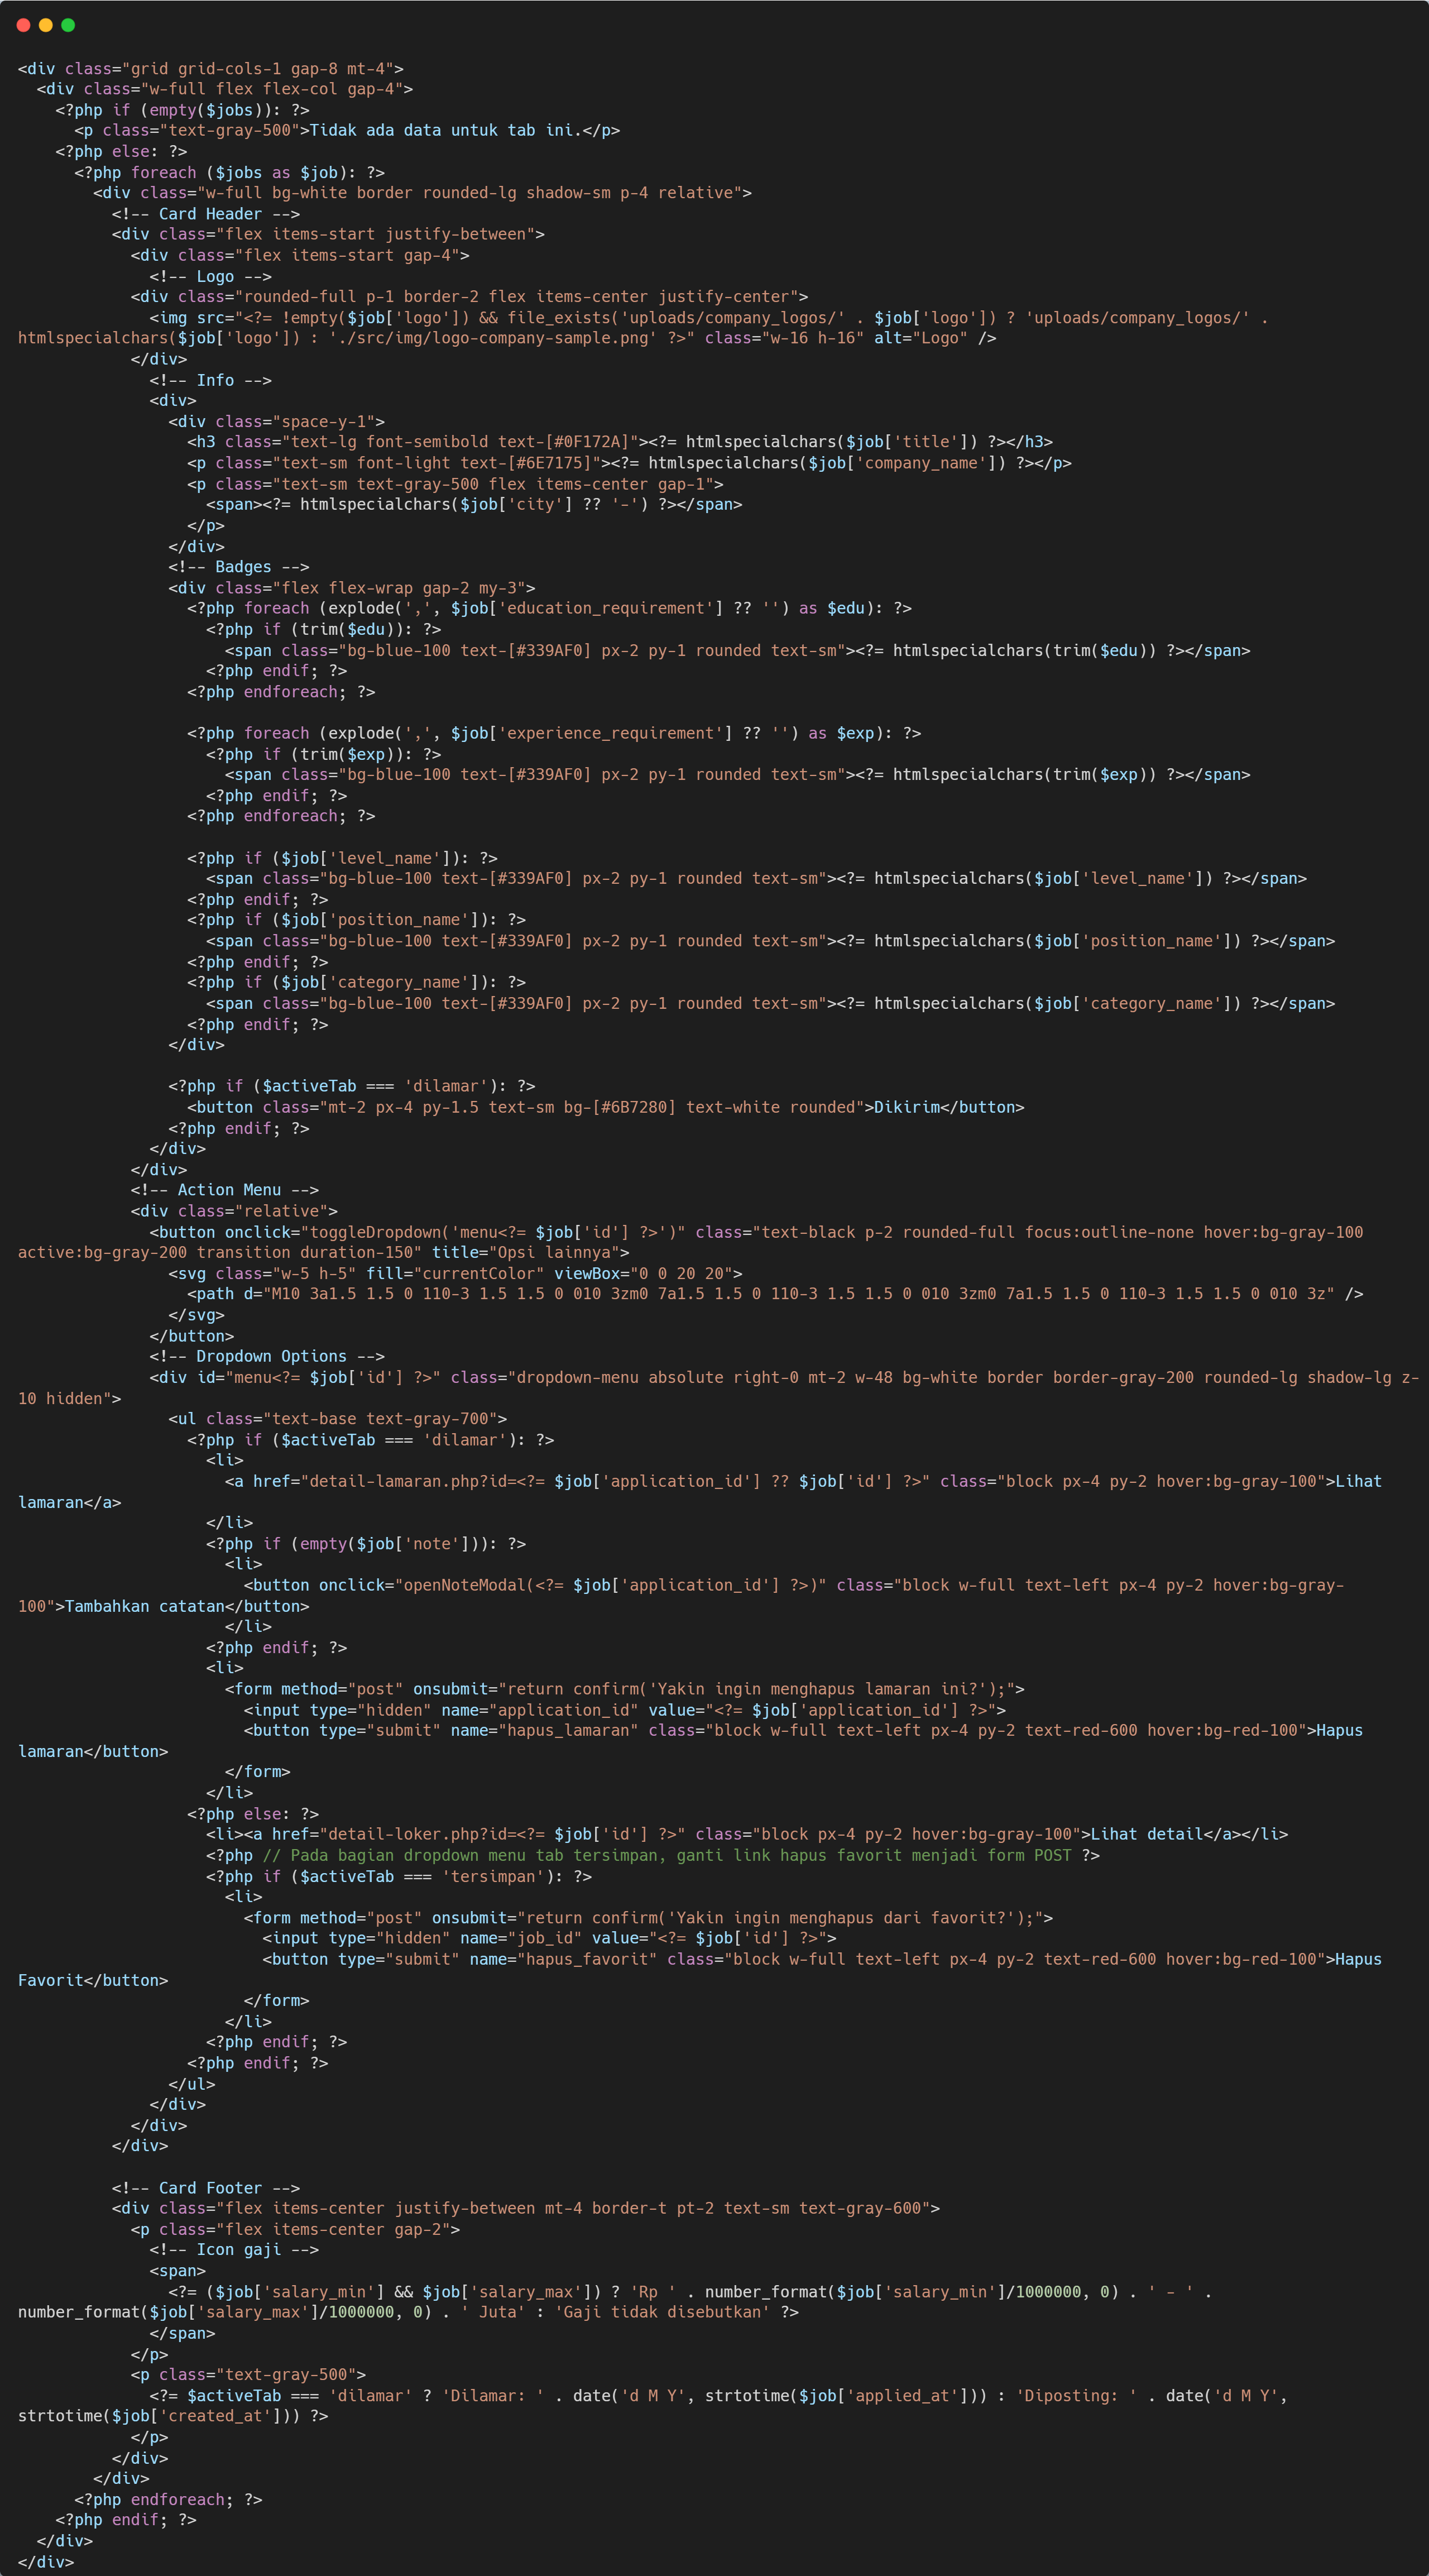 <div class="grid grid-cols-1 gap-8 mt-4">
  <div class="w-full flex flex-col gap-4">
    <?php if (empty($jobs)): ?>
      <p class="text-gray-500">Tidak ada data untuk tab ini.</p>
    <?php else: ?>
      <?php foreach ($jobs as $job): ?>
        <div class="w-full bg-white border rounded-lg shadow-sm p-4 relative">
          <!-- Card Header -->
          <div class="flex items-start justify-between">
            <div class="flex items-start gap-4">
              <!-- Logo -->
            <div class="rounded-full p-1 border-2 flex items-center justify-center">
              <img src="<?= !empty($job['logo']) && file_exists('uploads/company_logos/' . $job['logo']) ? 'uploads/company_logos/' .
htmlspecialchars($job['logo']) : './src/img/logo-company-sample.png' ?>" class="w-16 h-16" alt="Logo" />
            </div>
              <!-- Info -->
              <div>
                <div class="space-y-1">
                  <h3 class="text-lg font-semibold text-[#0F172A]"><?= htmlspecialchars($job['title']) ?></h3>
                  <p class="text-sm font-light text-[#6E7175]"><?= htmlspecialchars($job['company_name']) ?></p>
                  <p class="text-sm text-gray-500 flex items-center gap-1">
                    <span><?= htmlspecialchars($job['city'] ?? '-') ?></span>
                  </p>
                </div>
                <!-- Badges -->
                <div class="flex flex-wrap gap-2 my-3">
                  <?php foreach (explode(',', $job['education_requirement'] ?? '') as $edu): ?>
                    <?php if (trim($edu)): ?>
                      <span class="bg-blue-100 text-[#339AF0] px-2 py-1 rounded text-sm"><?= htmlspecialchars(trim($edu)) ?></span>
                    <?php endif; ?>
                  <?php endforeach; ?>

                  <?php foreach (explode(',', $job['experience_requirement'] ?? '') as $exp): ?>
                    <?php if (trim($exp)): ?>
                      <span class="bg-blue-100 text-[#339AF0] px-2 py-1 rounded text-sm"><?= htmlspecialchars(trim($exp)) ?></span>
                    <?php endif; ?>
                  <?php endforeach; ?>

                  <?php if ($job['level_name']): ?>
                    <span class="bg-blue-100 text-[#339AF0] px-2 py-1 rounded text-sm"><?= htmlspecialchars($job['level_name']) ?></span>
                  <?php endif; ?>
                  <?php if ($job['position_name']): ?>
                    <span class="bg-blue-100 text-[#339AF0] px-2 py-1 rounded text-sm"><?= htmlspecialchars($job['position_name']) ?></span>
                  <?php endif; ?>
                  <?php if ($job['category_name']): ?>
                    <span class="bg-blue-100 text-[#339AF0] px-2 py-1 rounded text-sm"><?= htmlspecialchars($job['category_name']) ?></span>
                  <?php endif; ?>
                </div>

                <?php if ($activeTab === 'dilamar'): ?>
                  <button class="mt-2 px-4 py-1.5 text-sm bg-[#6B7280] text-white rounded">Dikirim</button>
                <?php endif; ?>
              </div>
            </div>
            <!-- Action Menu -->
            <div class="relative">
              <button onclick="toggleDropdown('menu<?= $job['id'] ?>')" class="text-black p-2 rounded-full focus:outline-none hover:bg-gray-100
active:bg-gray-200 transition duration-150" title="Opsi lainnya">
                <svg class="w-5 h-5" fill="currentColor" viewBox="0 0 20 20">
                  <path d="M10 3a1.5 1.5 0 110-3 1.5 1.5 0 010 3zm0 7a1.5 1.5 0 110-3 1.5 1.5 0 010 3zm0 7a1.5 1.5 0 110-3 1.5 1.5 0 010 3z" />
                </svg>
              </button>
              <!-- Dropdown Options -->
              <div id="menu<?= $job['id'] ?>" class="dropdown-menu absolute right-0 mt-2 w-48 bg-white border border-gray-200 rounded-lg shadow-lg z-
10 hidden">
                <ul class="text-base text-gray-700">
                  <?php if ($activeTab === 'dilamar'): ?>
                    <li>
                      <a href="detail-lamaran.php?id=<?= $job['application_id'] ?? $job['id'] ?>" class="block px-4 py-2 hover:bg-gray-100">Lihat
lamaran</a>
                    </li>
                    <?php if (empty($job['note'])): ?>
                      <li>
                        <button onclick="openNoteModal(<?= $job['application_id'] ?>)" class="block w-full text-left px-4 py-2 hover:bg-gray-
100">Tambahkan catatan</button>
                      </li>
                    <?php endif; ?>
                    <li>
                      <form method="post" onsubmit="return confirm('Yakin ingin menghapus lamaran ini?');">
                        <input type="hidden" name="application_id" value="<?= $job['application_id'] ?>">
                        <button type="submit" name="hapus_lamaran" class="block w-full text-left px-4 py-2 text-red-600 hover:bg-red-100">Hapus
lamaran</button>
                      </form>
                    </li>
                  <?php else: ?>
                    <li><a href="detail-loker.php?id=<?= $job['id'] ?>" class="block px-4 py-2 hover:bg-gray-100">Lihat detail</a></li>
                    <?php // Pada bagian dropdown menu tab tersimpan, ganti link hapus favorit menjadi form POST ?>
                    <?php if ($activeTab === 'tersimpan'): ?>
                      <li>
                        <form method="post" onsubmit="return confirm('Yakin ingin menghapus dari favorit?');">
                          <input type="hidden" name="job_id" value="<?= $job['id'] ?>">
                          <button type="submit" name="hapus_favorit" class="block w-full text-left px-4 py-2 text-red-600 hover:bg-red-100">Hapus
Favorit</button>
                        </form>
                      </li>
                    <?php endif; ?>
                  <?php endif; ?>
                </ul>
              </div>
            </div>
          </div>

          <!-- Card Footer -->
          <div class="flex items-center justify-between mt-4 border-t pt-2 text-sm text-gray-600">
            <p class="flex items-center gap-2">
              <!-- Icon gaji -->
              <span>
                <?= ($job['salary_min'] && $job['salary_max']) ? 'Rp ' . number_format($job['salary_min']/1000000, 0) . ' - ' .
number_format($job['salary_max']/1000000, 0) . ' Juta' : 'Gaji tidak disebutkan' ?>
              </span>
            </p>
            <p class="text-gray-500">
              <?= $activeTab === 'dilamar' ? 'Dilamar: ' . date('d M Y', strtotime($job['applied_at'])) : 'Diposting: ' . date('d M Y',
strtotime($job['created_at'])) ?>
            </p>
          </div>
        </div>
      <?php endforeach; ?>
    <?php endif; ?>
  </div>
</div>